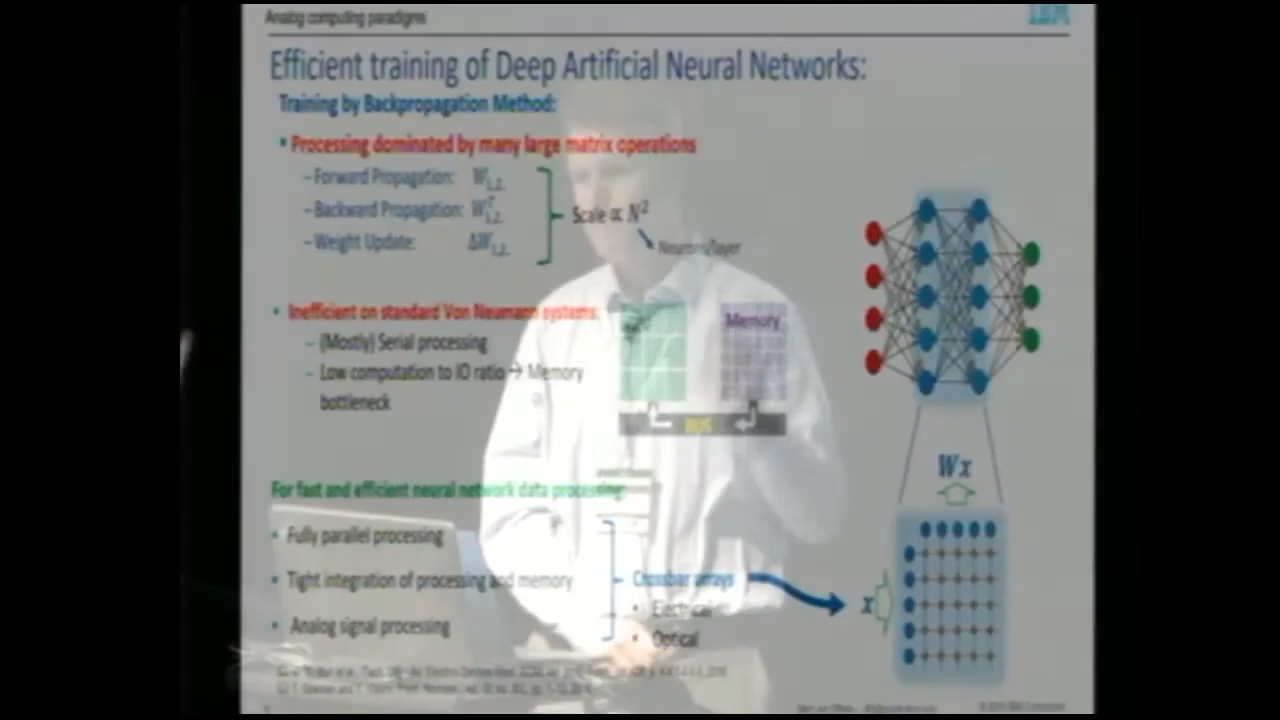 Analog computing paradigms
IBM
Efficient training of Deep Artificial Neural Networks:
Training by Backpropagation Method:
• Processing dominated by many large matrix operations
– Forward Propagation: W1,2..
– Backward Propagation: Wᵀ1,2..
– Weight Update: ΔW1,2..
Scale ∝ N²
Neurons/layer
• Inefficient on standard Von Neumann systems:
– (Mostly) Serial processing
– Low computation to IO ratio → Memory
bottleneck
Memory
BUS
Wx
For fast and efficient neural network data processing:
• Fully parallel processing
• Tight integration of processing and memory
• Analog signal processing
Crossbar arrays
• Electrical
• Optical
x